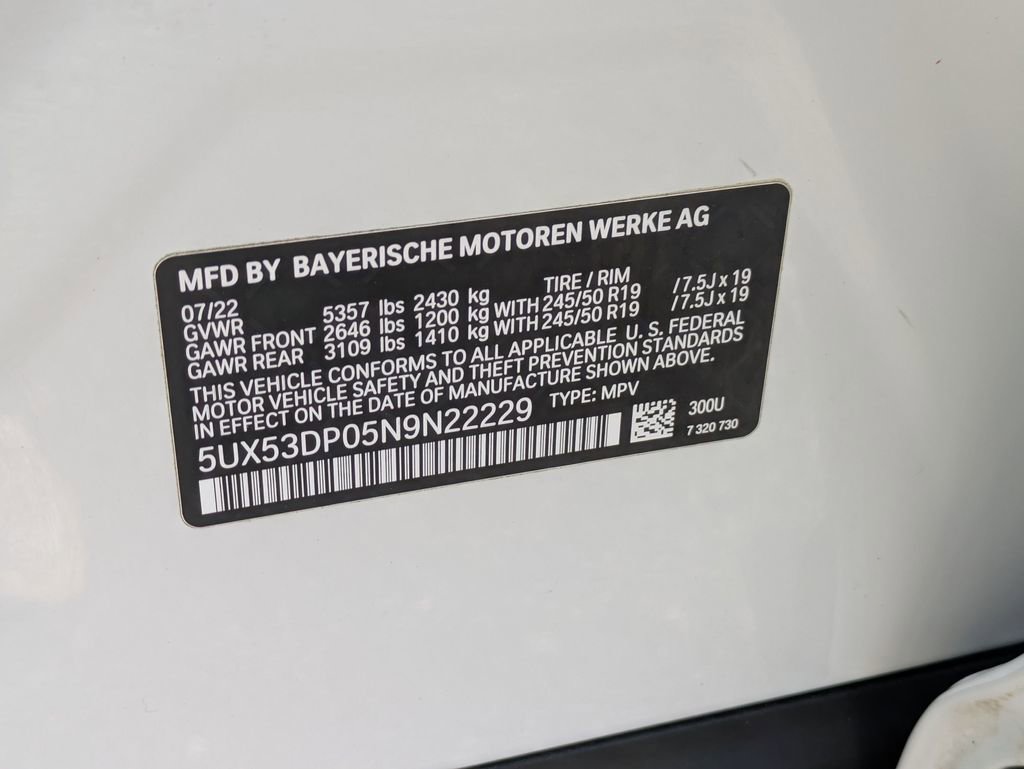 MFD BY BAYERISCHE MOTOREN WERKE AG
07/22 TIRE / RIM
GVWR 5357 lbs 2430 kg
GAWR FRONT 2646 lbs 1200 kg WITH 245/50 R19 /7.5J x 19
GAWR REAR 3109 lbs 1410 kg WITH 245/50 R19 /7.5J x 19
THIS VEHICLE CONFORMS TO ALL APPLICABLE U. S. FEDERAL
MOTOR VEHICLE SAFETY AND THEFT PREVENTION STANDARDS
IN EFFECT ON THE DATE OF MANUFACTURE SHOWN ABOVE.
5UX53DP05N9N22229 TYPE: MPV
300U
7 320 730